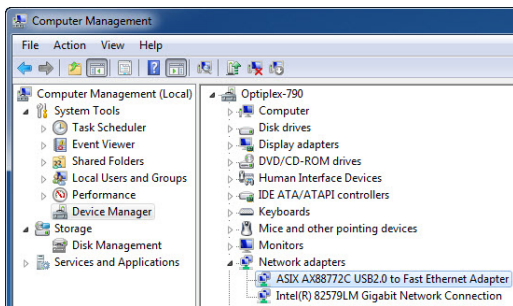 Computer Management
File Action View Help
Computer Management (Local)
System Tools
Task Scheduler
Event Viewer
Shared Folders
Local Users and Groups
Performance
Device Manager
Storage
Disk Management
Services and Applications
Optiplex-790
Computer
Disk drives
Display adapters
DVD/CD-ROM drives
Human Interface Devices
IDE ATA/ATAPI controllers
Keyboards
Mice and other pointing devices
Monitors
Network adapters
ASIX AX88772C USB2.0 to Fast Ethernet Adapter
Intel(R) 82579LM Gigabit Network Connection